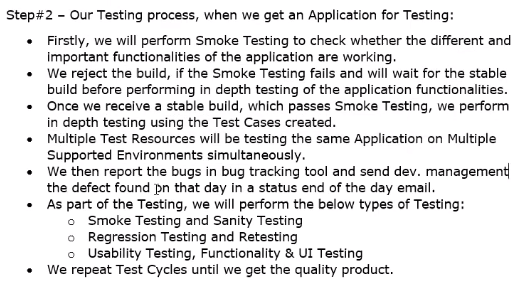 Step#2 – Our Testing process, when we get an Application for Testing:
• Firstly, we will perform Smoke Testing to check whether the different and
important functionalities of the application are working.
• We reject the build, if the Smoke Testing fails and will wait for the stable
build before performing in depth testing of the application functionalities.
• Once we receive a stable build, which passes Smoke Testing, we perform
in depth testing using the Test Cases created.
• Multiple Test Resources will be testing the same Application on Multiple
Supported Environments simultaneously.
• We then report the bugs in bug tracking tool and send dev. management
the defect found on that day in a status end of the day email.
• As part of the Testing, we will perform the below types of Testing:
o Smoke Testing and Sanity Testing
o Regression Testing and Retesting
o Usability Testing, Functionality & UI Testing
• We repeat Test Cycles until we get the quality product.